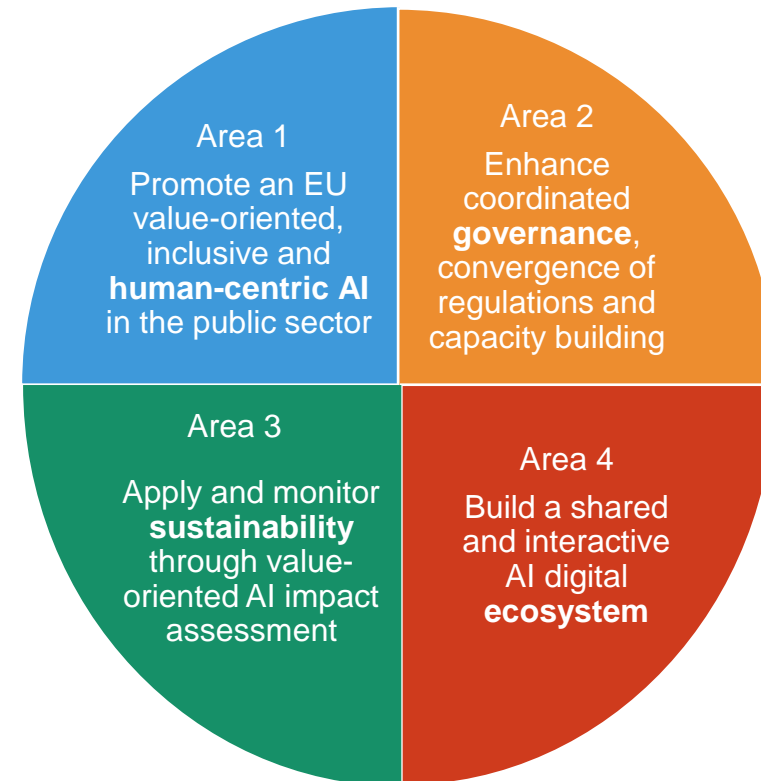 Area 1
Promote an EU
value-oriented,
inclusive and
human-centric AI
in the public sector
Area 2
Enhance
coordinated
governance,
convergence of
regulations and
capacity building
Area 3
Apply and monitor
sustainability
through value-
oriented AI impact
assessment
Area 4
Build a shared
and interactive
AI digital
ecosystem